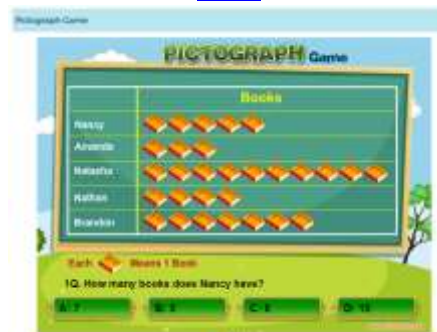 Pictograph Game
PICTOGRAPH Game
Books
Nancy
Amanda
Natasha
Nathan
Brandon
Each Means 1 Book
1Q. How many books does Nancy have?
A: 7